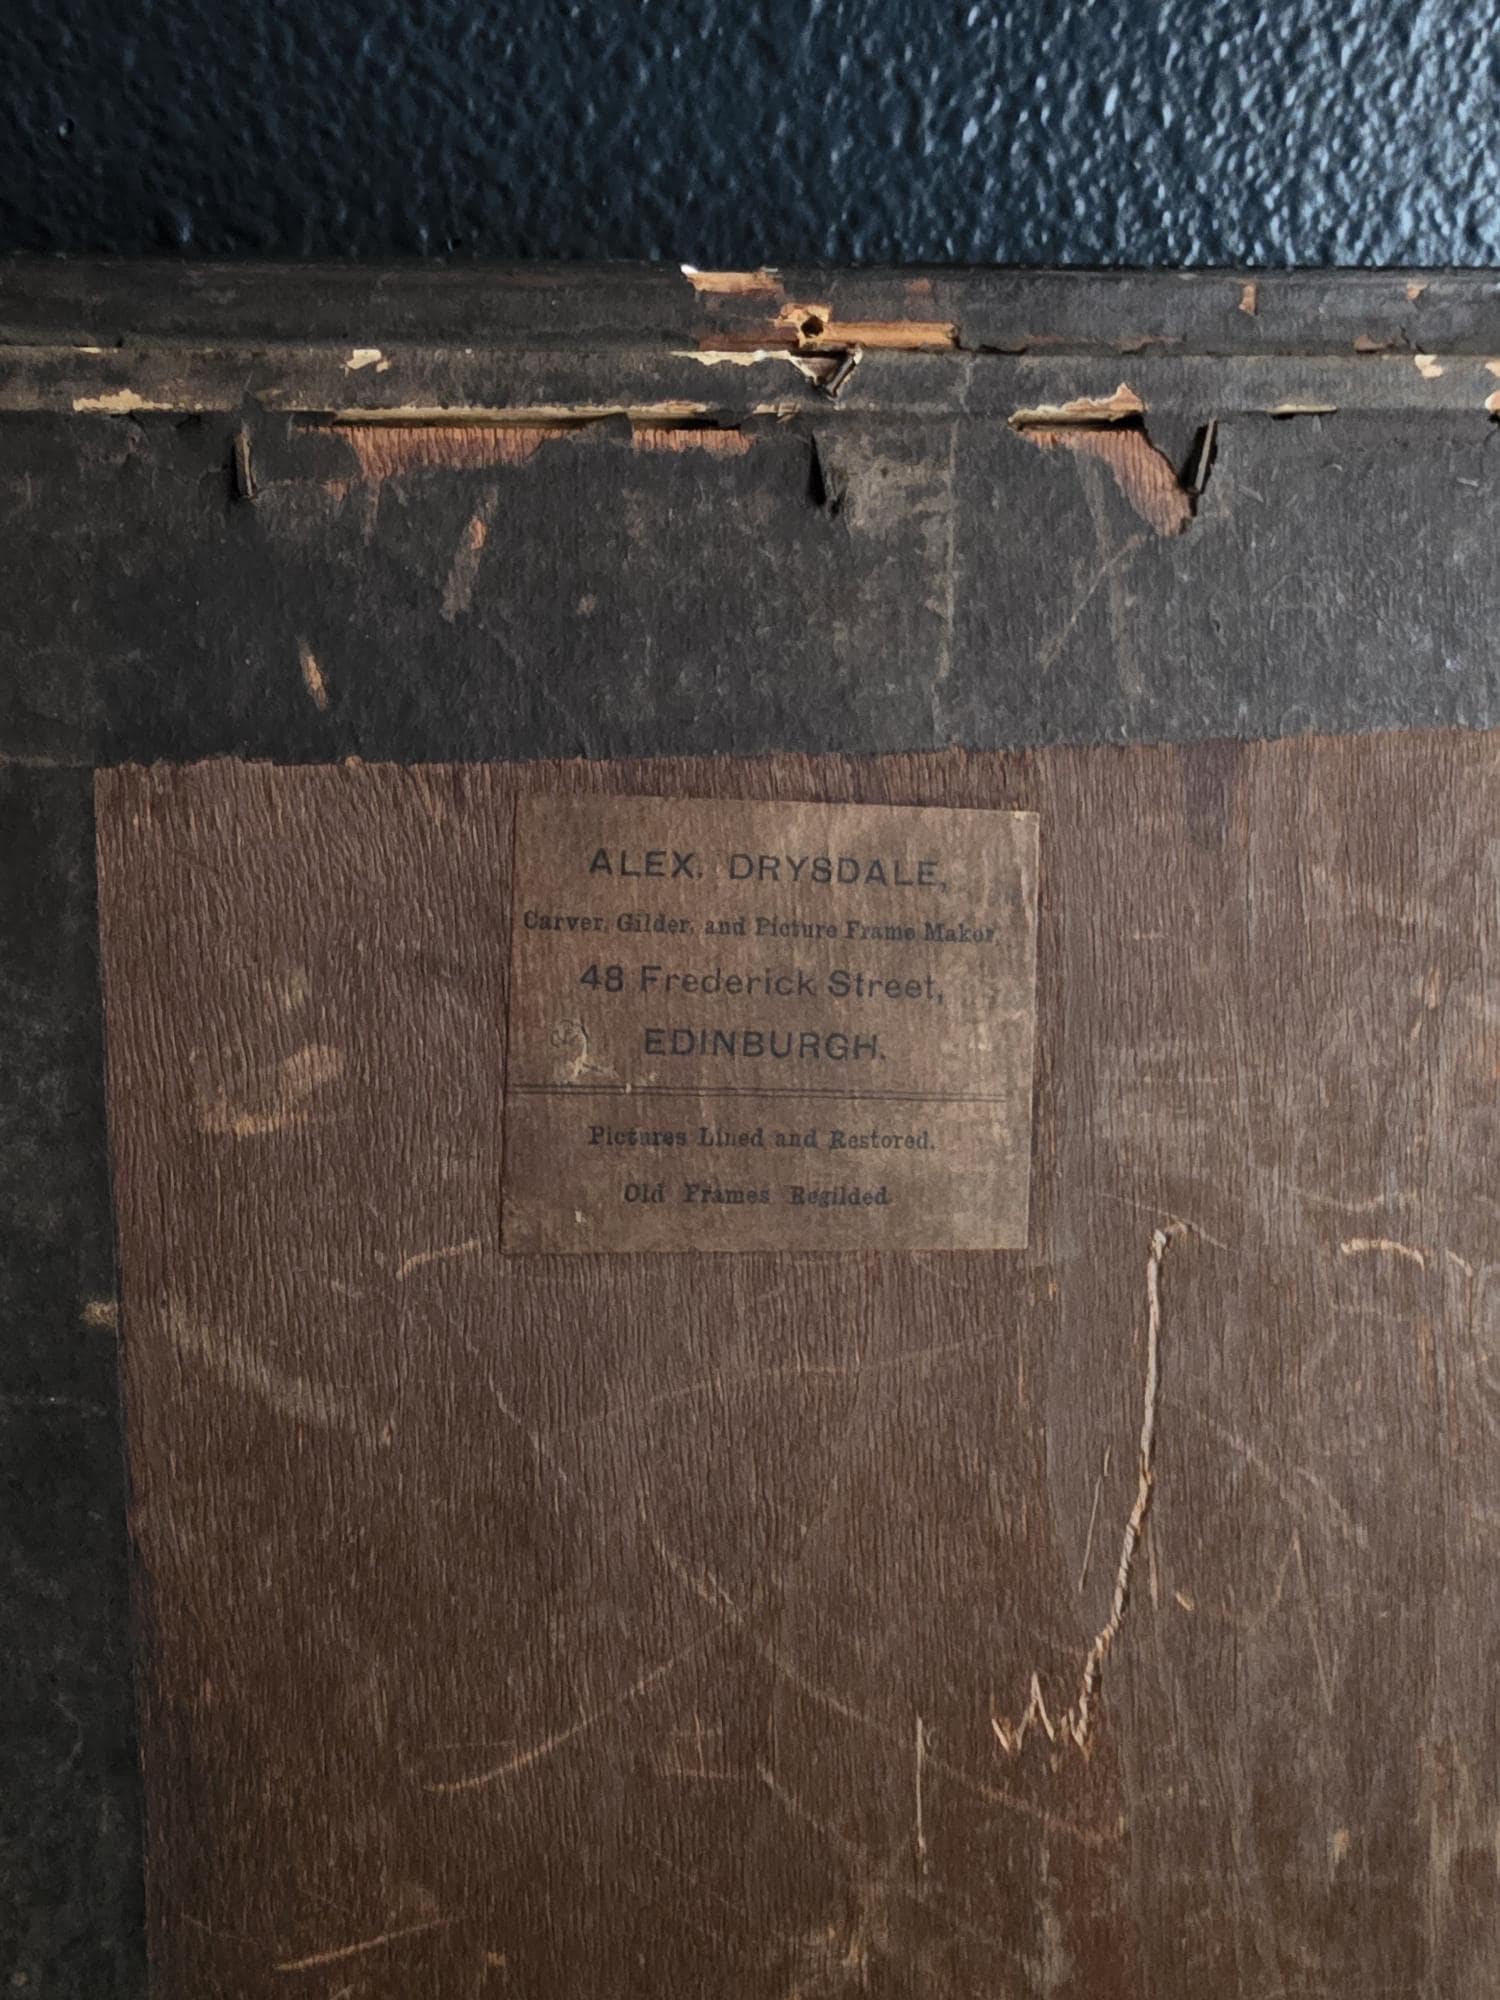 ALEX. DRYSDALE,
Carver, Gilder, and Picture Frame Maker,
48 Frederick Street,
EDINBURGH.
Pictures Lined and Restored.
Old Frames Regilded